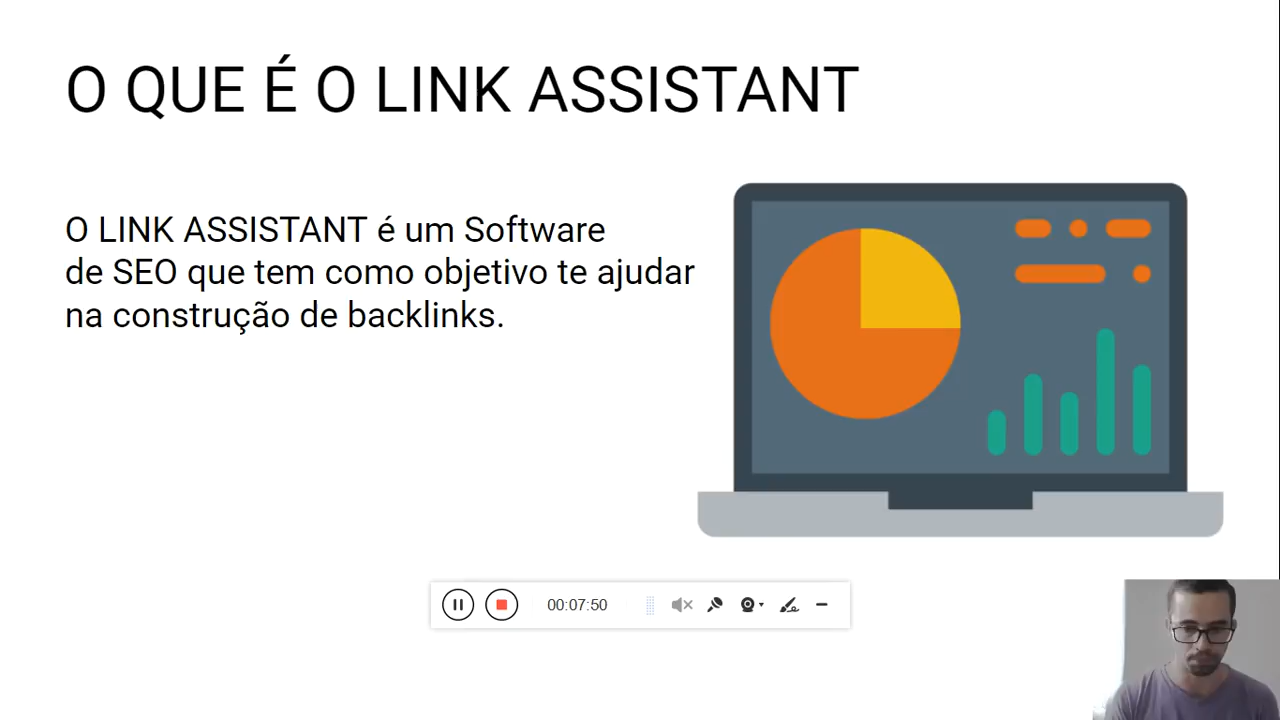 O QUE É O LINK ASSISTANT
O LINK ASSISTANT é um Software
de SEO que tem como objetivo te ajudar
na construção de backlinks.
00:07:50